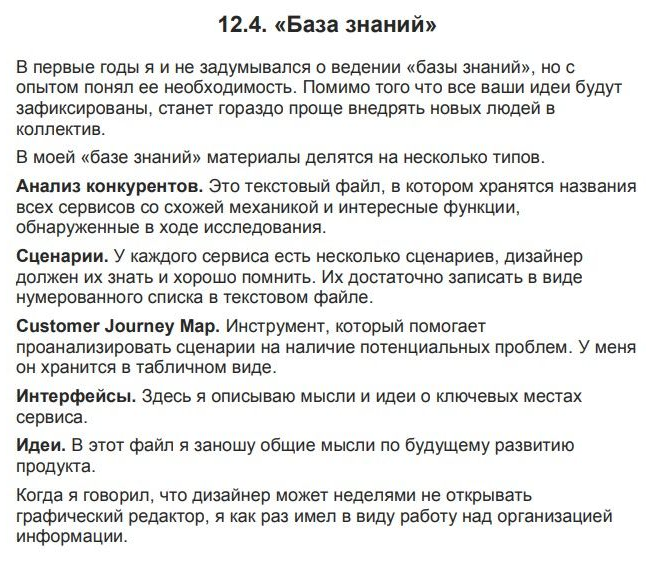 12.4. «База знаний»
В первые годы я и не задумывался о ведении «базы знаний», но с
опытом понял ее необходимость. Помимо того что все ваши идеи будут
зафиксированы, станет гораздо проще внедрять новых людей в
коллектив.
В моей «базе знаний» материалы делятся на несколько типов.
Анализ конкурентов. Это текстовый файл, в котором хранятся названия
всех сервисов со схожей механикой и интересные функции,
обнаруженные в ходе исследования.
Сценарии. У каждого сервиса есть несколько сценариев, дизайнер
должен их знать и хорошо помнить. Их достаточно записать в виде
нумерованного списка в текстовом файле.
Customer Journey Map. Инструмент, который помогает
проанализировать сценарии на наличие потенциальных проблем. У меня
он хранится в табличном виде.
Интерфейсы. Здесь я описываю мысли и идеи о ключевых местах
сервиса.
Идеи. В этот файл я заношу общие мысли по будущему развитию
продукта.
Когда я говорил, что дизайнер может неделями не открывать
графический редактор, я как раз имел в виду работу над организацией
информации.